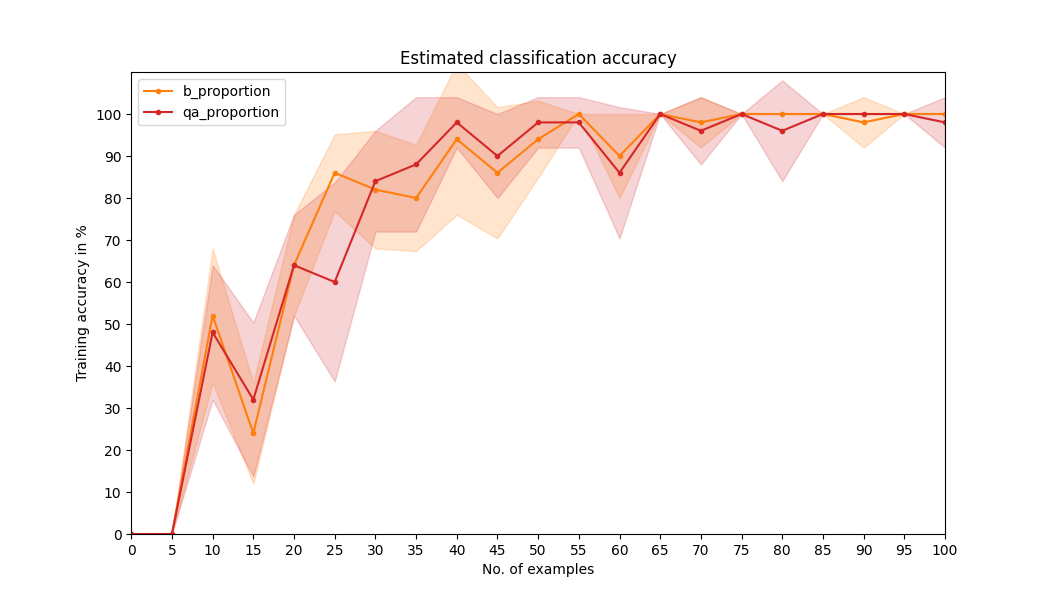 Estimated classification accuracy
b_proportion
qa_proportion
Training accuracy in %
100
90
80
70
60
50
40
30
20
10
0
0 5 10 15 20 25 30 35 40 45 50 55 60 65 70 75 80 85 90 95 100
No. of examples